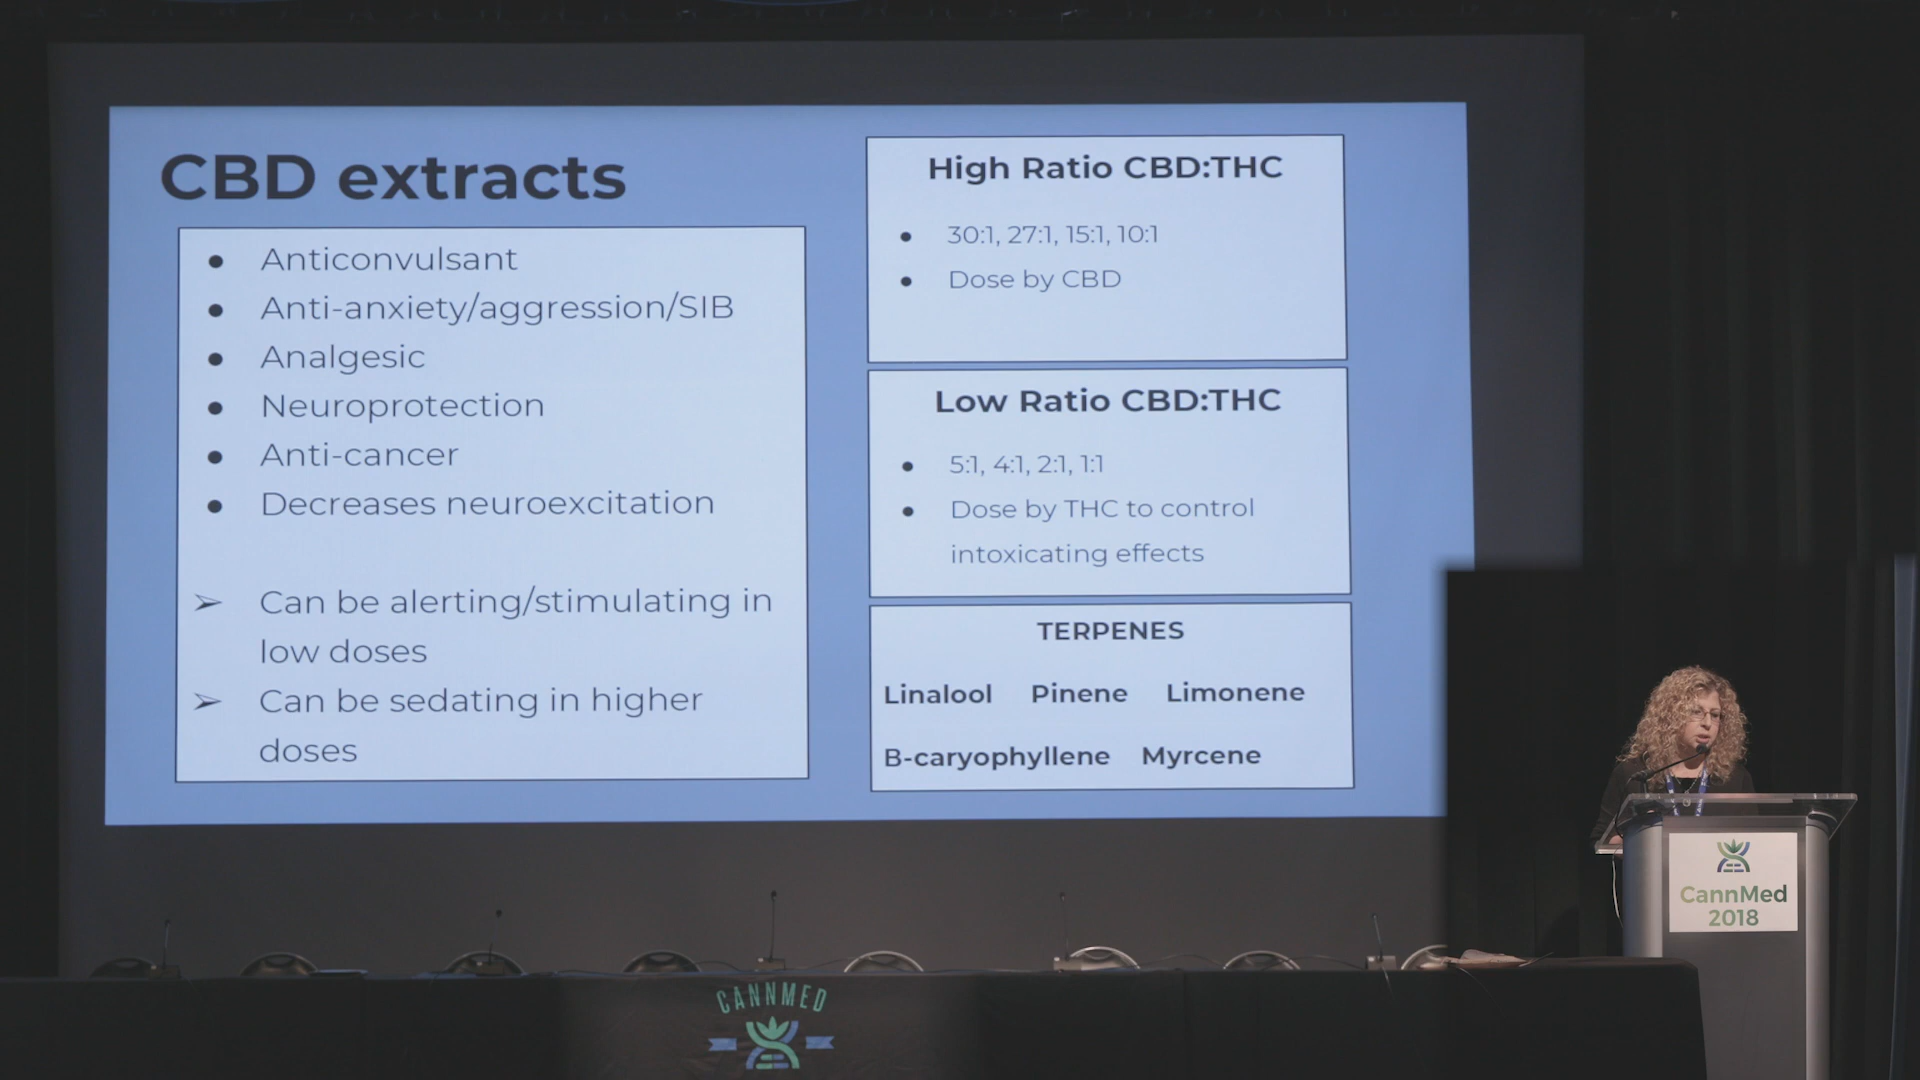 CBD extracts
Anticonvulsant
Anti-anxiety/aggression/SIB
Analgesic
Neuroprotection
Anti-cancer
Decreases neuroexcitation
Can be alerting/stimulating in
low doses
Can be sedating in higher
doses
High Ratio CBD:THC
30:1, 27:1, 15:1, 10:1
Dose by CBD
Low Ratio CBD:THC
5:1, 4:1, 2:1, 1:1
Dose by THC to control
intoxicating effects
TERPENES
Linalool Pinene Limonene
B-caryophyllene Myrcene
CannMed
2018
CANNMED